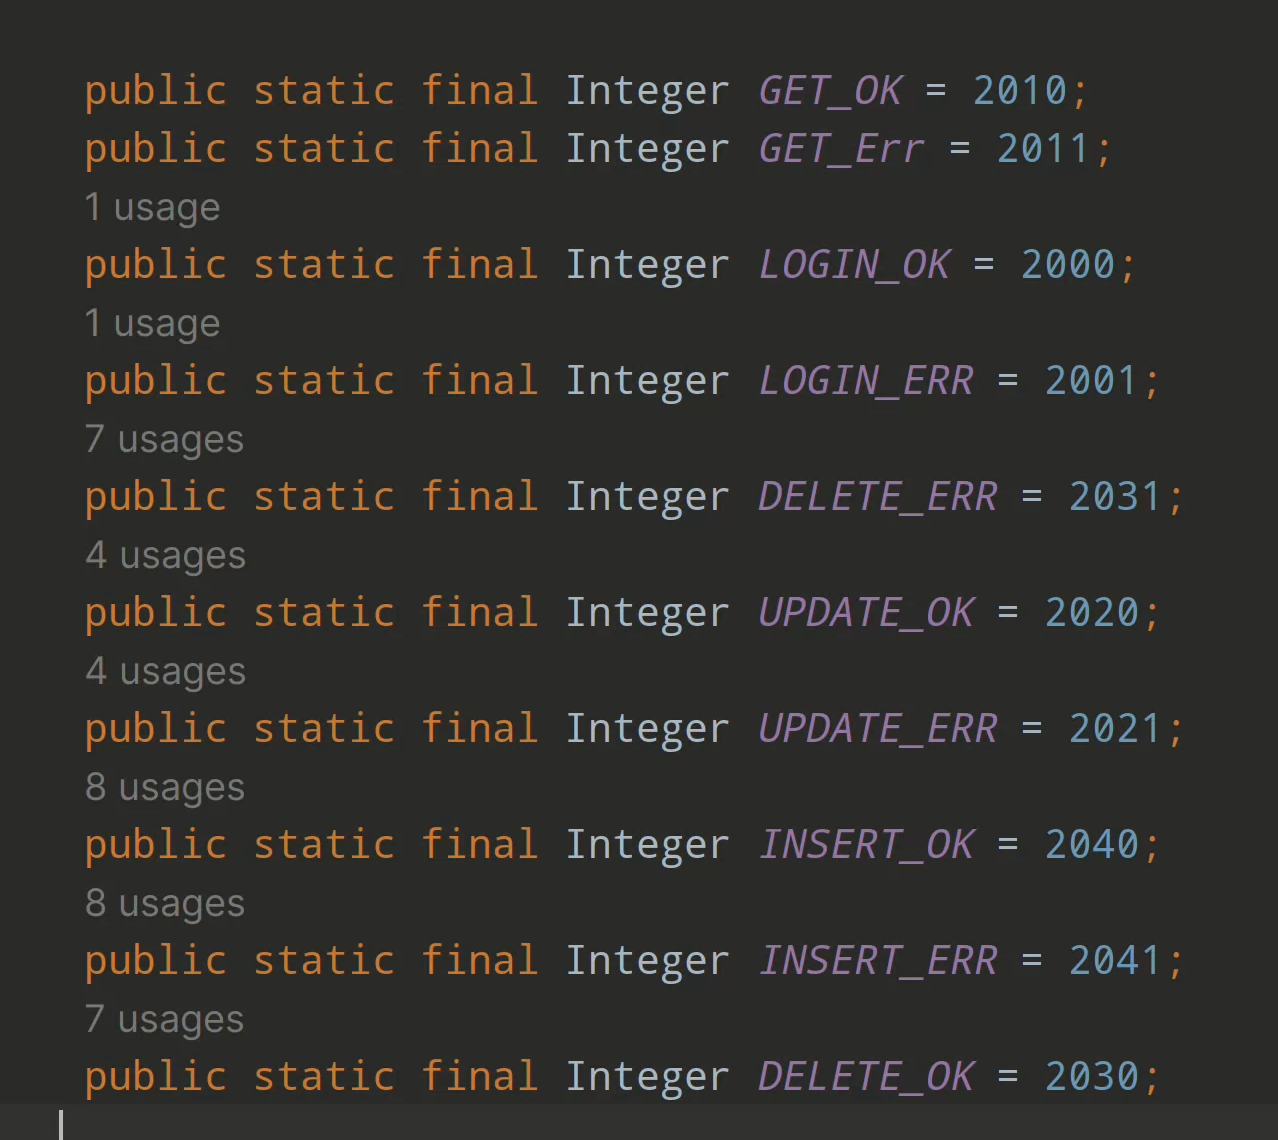 public static final Integer GET_OK = 2010;
public static final Integer GET_Err = 2011;
1 usage
public static final Integer LOGIN_OK = 2000;
1 usage
public static final Integer LOGIN_ERR = 2001;
7 usages
public static final Integer DELETE_ERR = 2031;
4 usages
public static final Integer UPDATE_OK = 2020;
4 usages
public static final Integer UPDATE_ERR = 2021;
8 usages
public static final Integer INSERT_OK = 2040;
8 usages
public static final Integer INSERT_ERR = 2041;
7 usages
public static final Integer DELETE_OK = 2030;